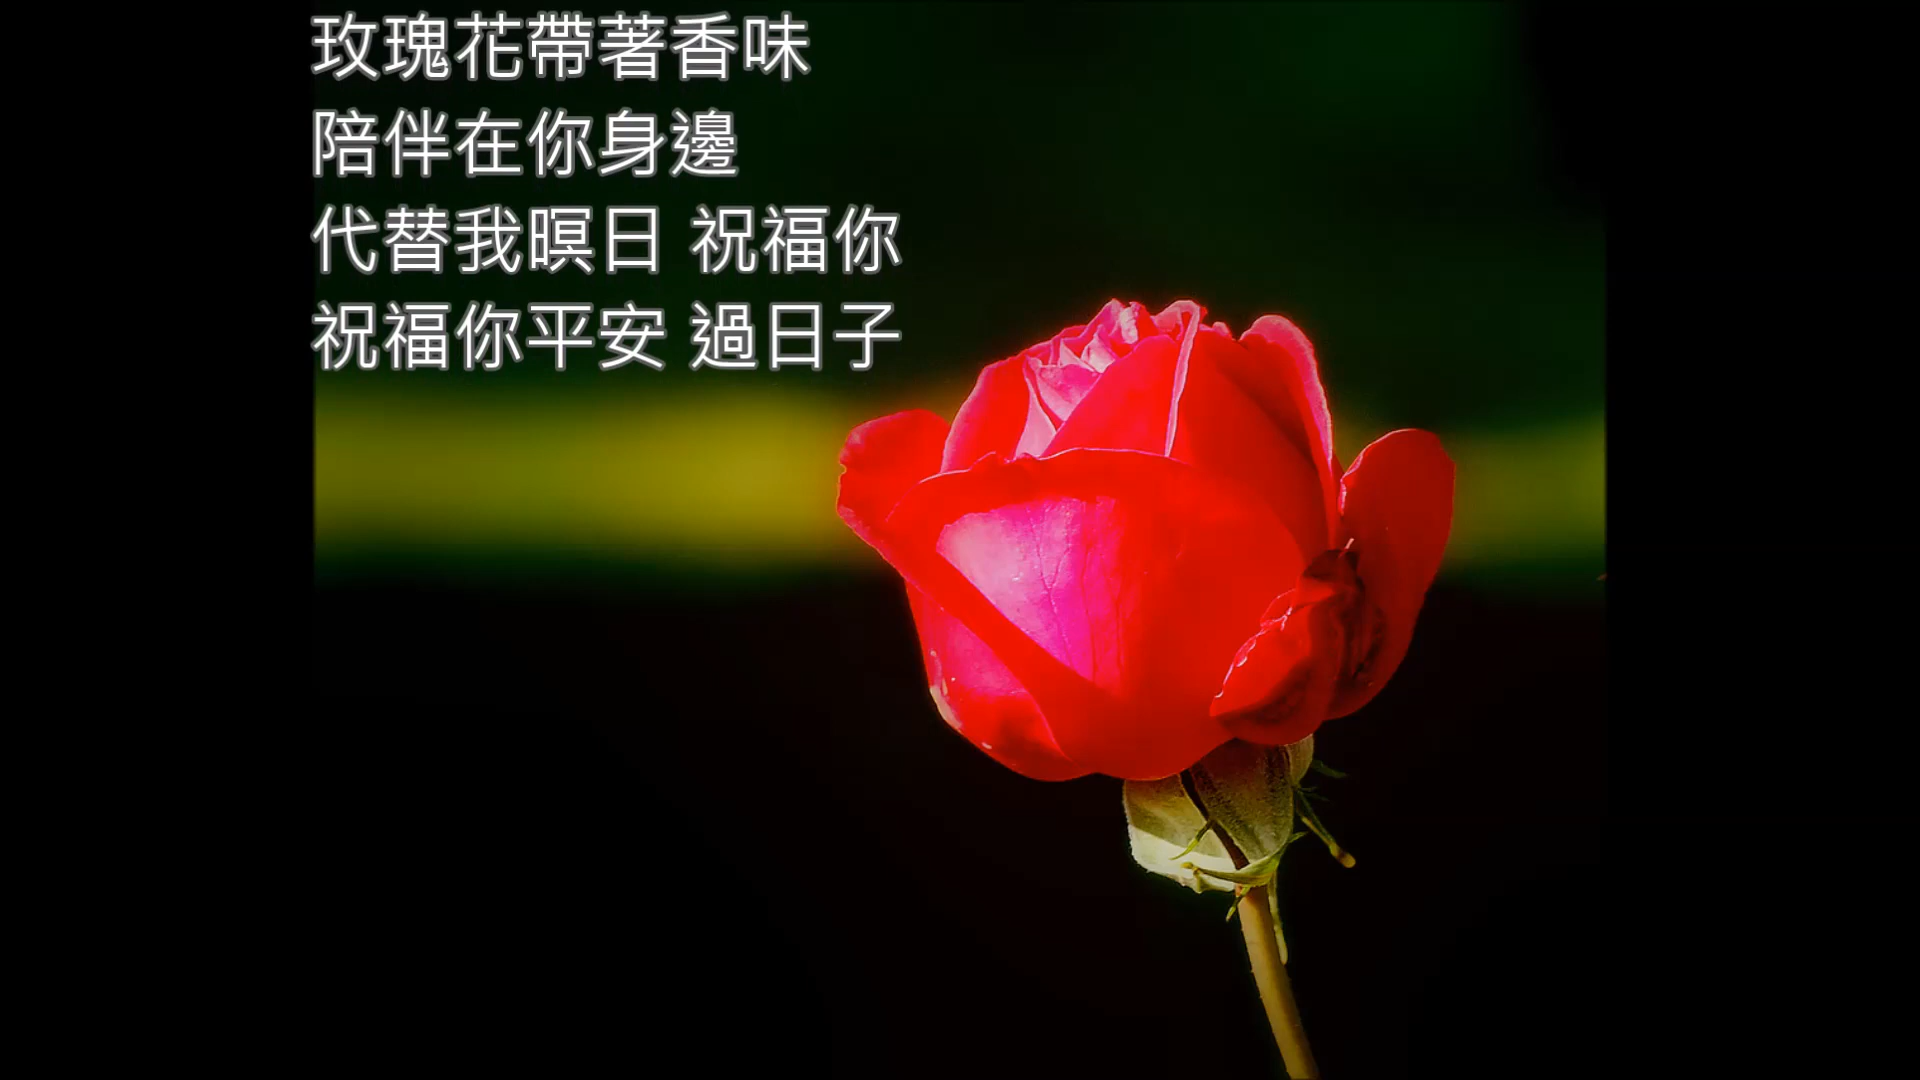 玫瑰花帶著香味
陪伴在你身邊
代替我暝日 祝福你
祝福你平安 過日子